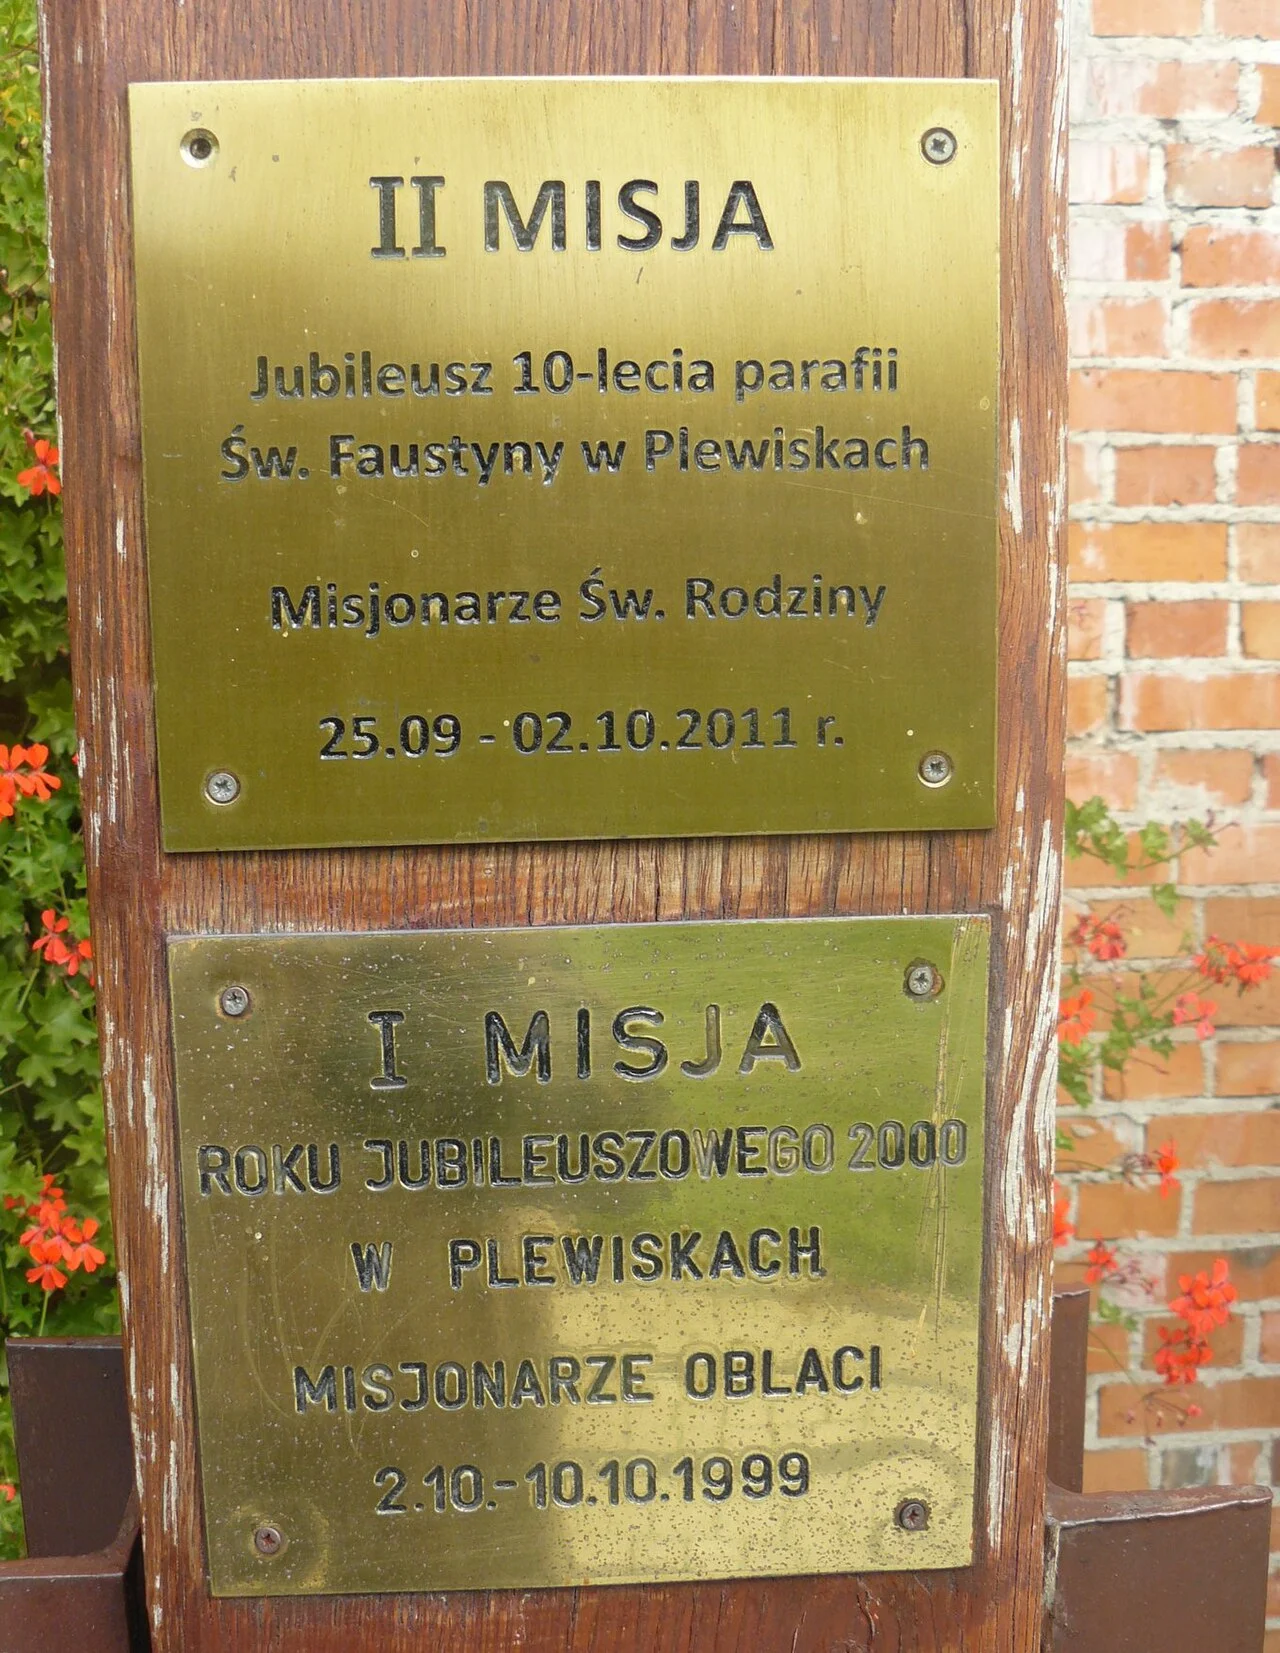 II MISJA
Jubileusz 10-lecia parafii
Św. Faustyny w Plewiskach
Misjonarze Św. Rodziny
25.09 - 02.10.2011 r.
I MISJA
ROKU JUBILEUSZOWEGO 2000
W PLEWISKACH
MISJONARZE OBLACI
2.10.-10.10.1999